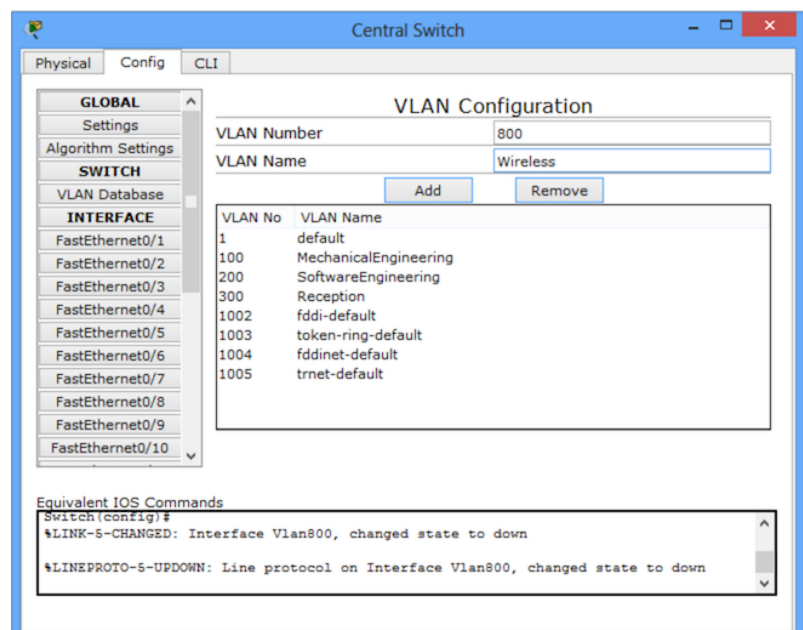 Central Switch
Physical Config CLI
GLOBAL
Settings
Algorithm Settings
SWITCH
VLAN Database
INTERFACE
FastEthernet0/1
FastEthernet0/2
FastEthernet0/3
FastEthernet0/4
FastEthernet0/5
FastEthernet0/6
FastEthernet0/7
FastEthernet0/8
FastEthernet0/9
FastEthernet0/10
VLAN Configuration
VLAN Number 800
VLAN Name Wireless
Add Remove
VLAN No VLAN Name
1 default
100 MechanicalEngineering
200 SoftwareEngineering
300 Reception
1002 fddi-default
1003 token-ring-default
1004 fddinet-default
1005 trnet-default
Equivalent IOS Commands
Switch(config)#
%LINK-5-CHANGED: Interface Vlan800, changed state to down
%LINEPROTO-5-UPDOWN: Line protocol on Interface Vlan800, changed state to down